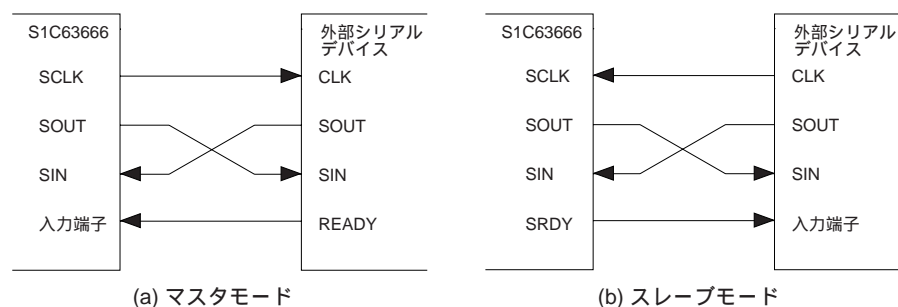 S1C63666
SCLK
SOUT
SIN
入力端子
外部シリアル
デバイス
CLK
SOUT
SIN
READY
(a) マスタモード
S1C63666
SCLK
SOUT
SIN
SRDY
外部シリアル
デバイス
CLK
SOUT
SIN
入力端子
(b) スレーブモード